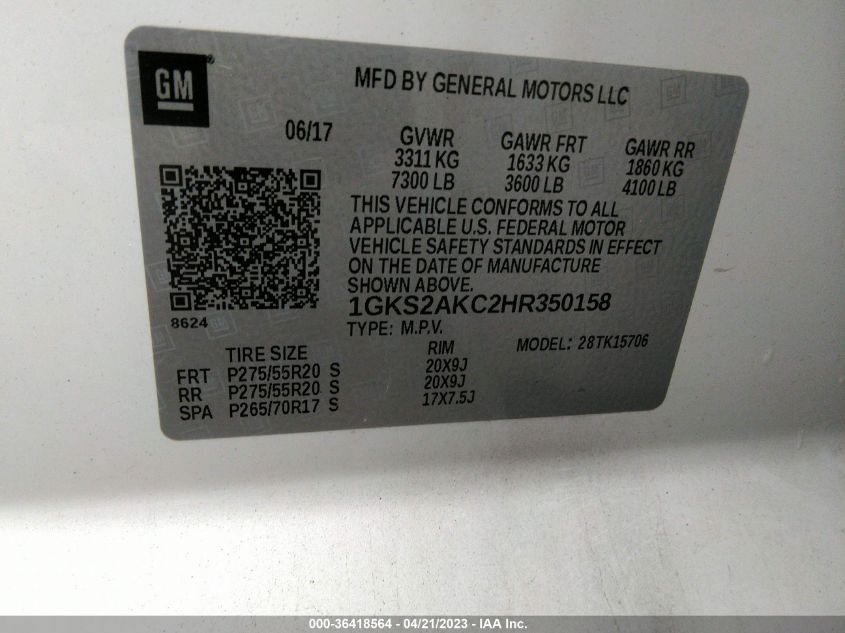 GM
MFD BY GENERAL MOTORS LLC
06/17 GVWR GAWR FRT GAWR RR
3311 KG 1633 KG 1860 KG
7300 LB 3600 LB 4100 LB
THIS VEHICLE CONFORMS TO ALL
APPLICABLE U.S. FEDERAL MOTOR
VEHICLE SAFETY STANDARDS IN EFFECT
ON THE DATE OF MANUFACTURE
SHOWN ABOVE.
1GKS2AKC2HR350158
8624
TYPE: M.P.V. MODEL: 28TK15706
TIRE SIZE RIM
FRT P275/55R20 S 20X9J
RR P275/55R20 S 20X9J
SPA P265/70R17 S 17X7.5J
000-36418564 - 04/21/2023 - IAA Inc.